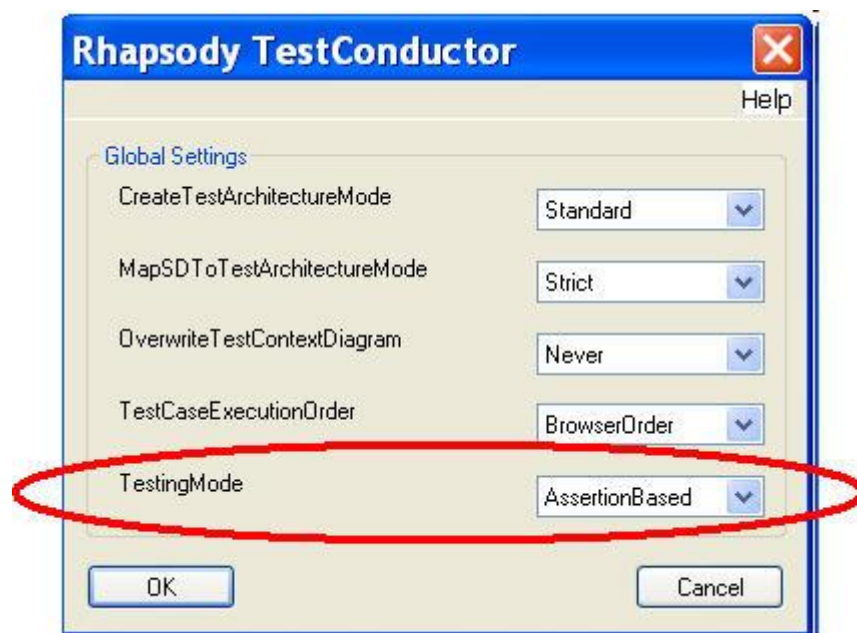 Rhapsody TestConductor
Help
Global Settings
CreateTestArchitectureMode
Standard
MapSDToTestArchitectureMode
Strict
OverwriteTestContextDiagram
Never
TestCaseExecutionOrder
BrowserOrder
TestingMode
AssertionBased
OK
Cancel